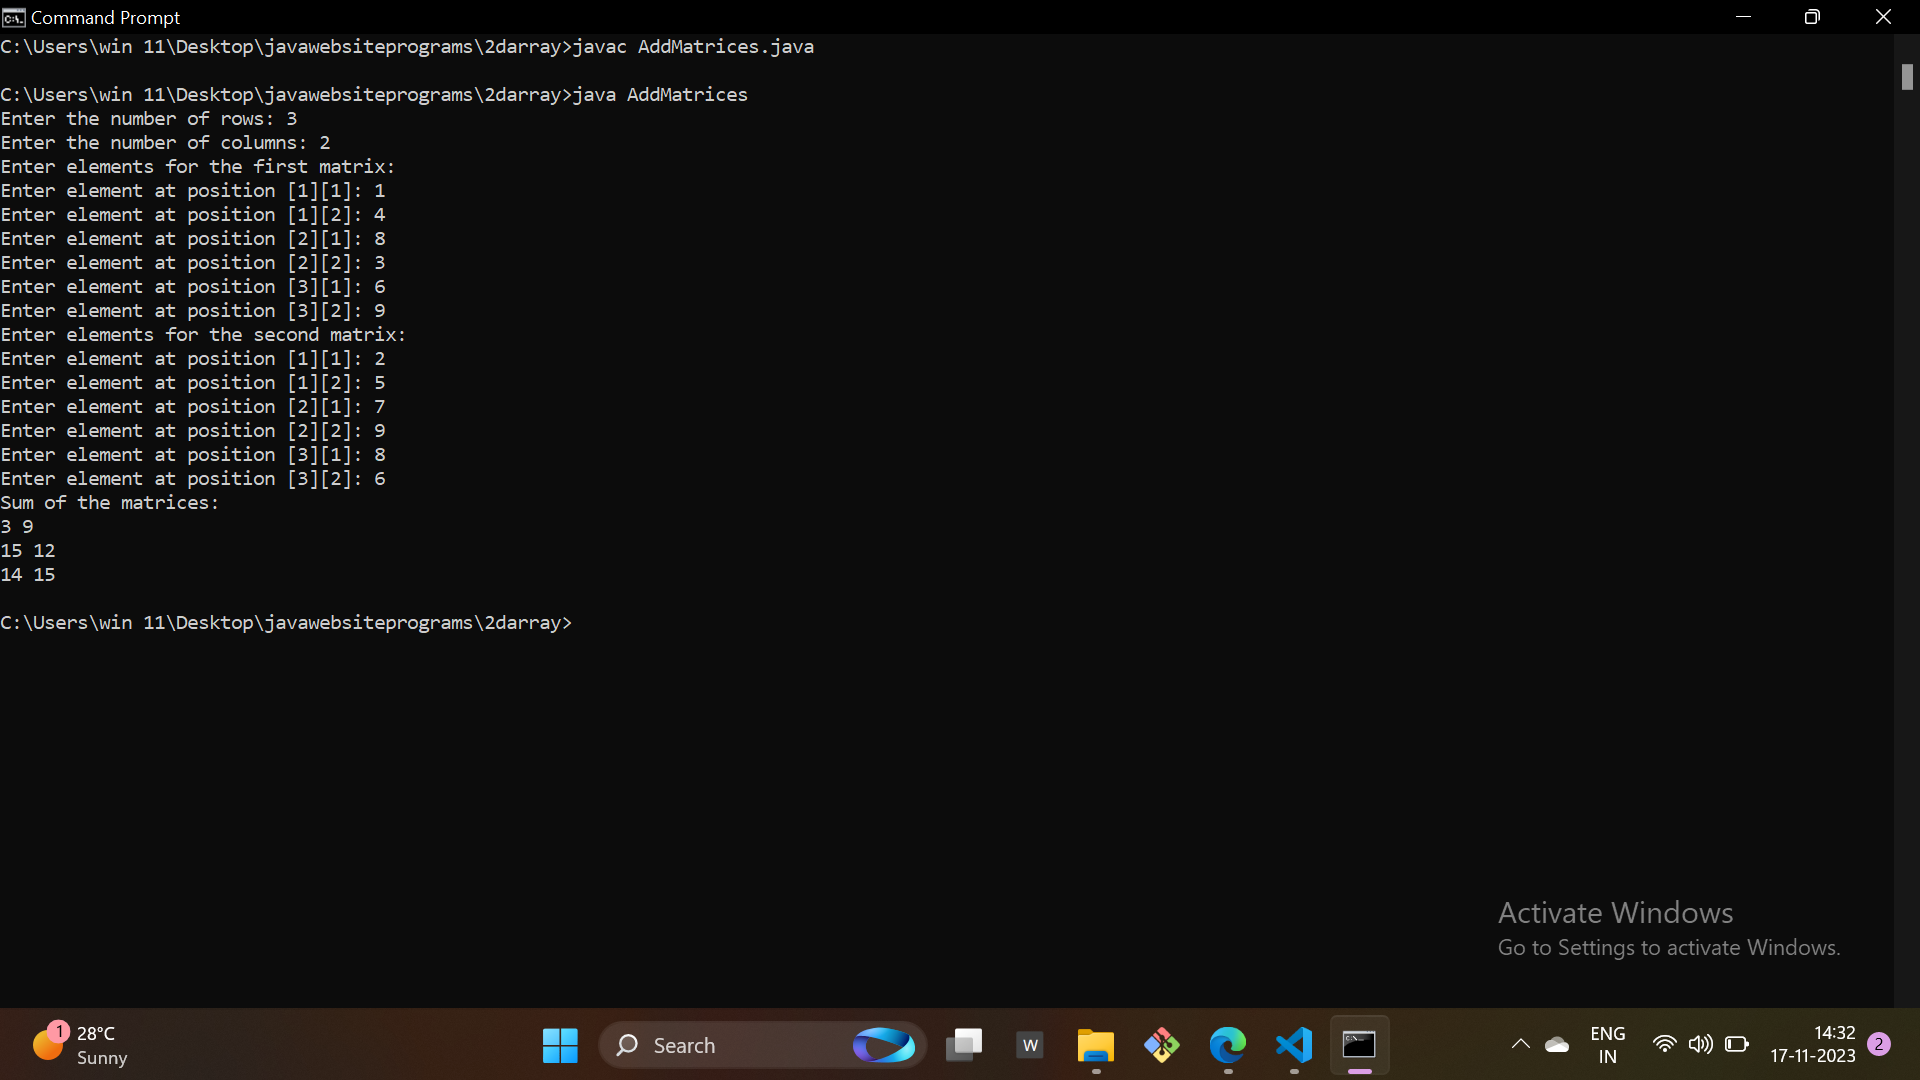 Command Prompt
C:\Users\win 11\Desktop\javawebsiteprograms\2darray>javac AddMatrices.java
C:\Users\win 11\Desktop\javawebsiteprograms\2darray>java AddMatrices
Enter the number of rows: 3
Enter the number of columns: 2
Enter elements for the first matrix:
Enter element at position [1][1]: 1
Enter element at position [1][2]: 4
Enter element at position [2][1]: 8
Enter element at position [2][2]: 3
Enter element at position [3][1]: 6
Enter element at position [3][2]: 9
Enter elements for the second matrix:
Enter element at position [1][1]: 2
Enter element at position [1][2]: 5
Enter element at position [2][1]: 7
Enter element at position [2][2]: 9
Enter element at position [3][1]: 8
Enter element at position [3][2]: 6
Sum of the matrices:
3 9
15 12
14 15
C:\Users\win 11\Desktop\javawebsiteprograms\2darray>
Activate Windows
Go to Settings to activate Windows.
1
28°C
Sunny
Search
W
ENG
IN
14:32
17-11-2023
2